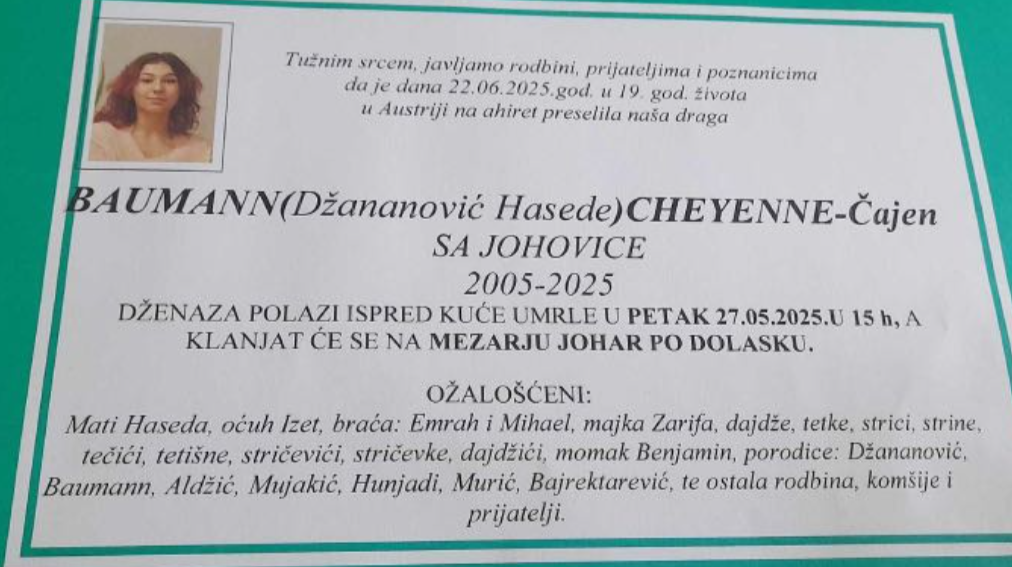 Tužnim srcem, javljamo rodbini, prijateljima i poznanicima
da je dana 22.06.2025.god. u 19. god. života
u Austriji na ahiret preselila naša draga
BAUMANN(Džananović Hasede)CHEYENNE-Čajen
SA JOHOVICE
2005-2025
DŽENAZA POLAZI ISPRED KUĆE UMRLE U PETAK 27.05.2025.U 15 h, A
KLANJAT ĆE SE NA MEZARJU JOHAR PO DOLASKU.
OŽALOŠĆENI:
Mati Haseda, oćuh Izet, braća: Emrah i Mihael, majka Zarifa, dajdže, tetke, strici, strine,
tečići, tetišne, stričevići, stričevke, dajdžići, momak Benjamin, porodice: Džananović,
Baumann, Aldžić, Mujakić, Hunjadi, Murić, Bajrektarević, te ostala rodbina, komšije i
prijatelji.